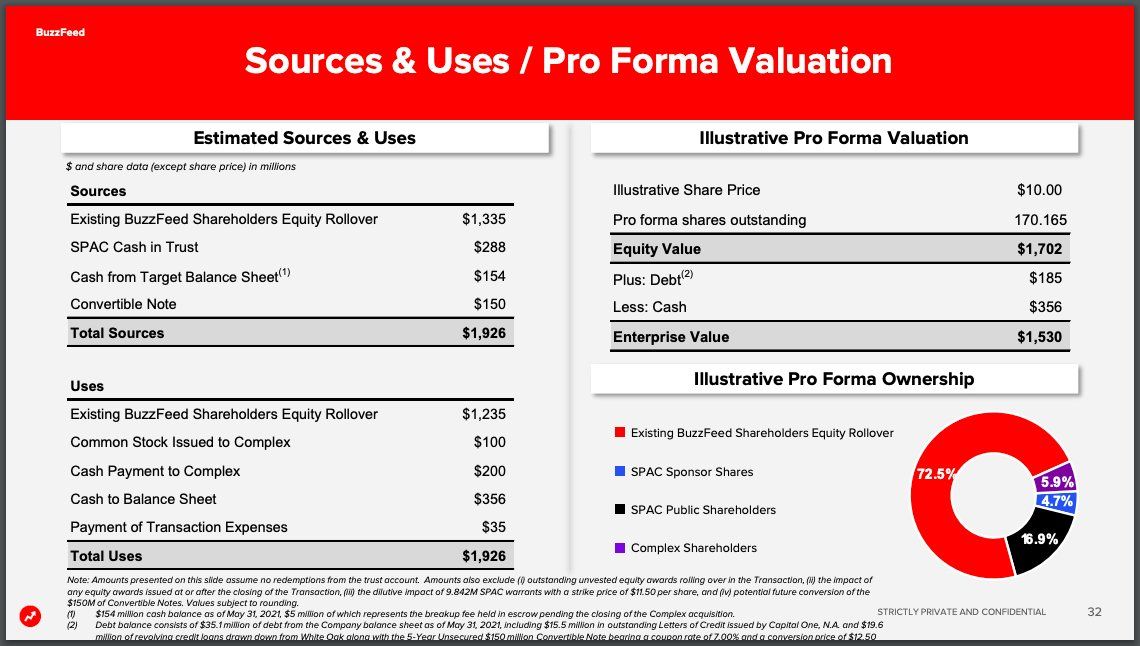 BuzzFeed
Sources & Uses / Pro Forma Valuation
Estimated Sources & Uses
$ and share data (except share price) in millions
Sources
Existing BuzzFeed Shareholders Equity Rollover $1,335
SPAC Cash in Trust $288
Cash from Target Balance Sheet(1) $154
Convertible Note $150
Total Sources $1,926
Uses
Existing BuzzFeed Shareholders Equity Rollover $1,235
Common Stock Issued to Complex $100
Cash Payment to Complex $200
Cash to Balance Sheet $356
Payment of Transaction Expenses $35
Total Uses $1,926
Illustrative Pro Forma Valuation
Illustrative Share Price $10.00
Pro forma shares outstanding 170.165
Equity Value $1,702
Plus: Debt(2) $185
Less: Cash $356
Enterprise Value $1,530
Illustrative Pro Forma Ownership
Existing BuzzFeed Shareholders Equity Rollover
SPAC Sponsor Shares
SPAC Public Shareholders
Complex Shareholders
72.5%
5.9%
4.7%
16.9%
Note: Amounts presented on this slide assume no redemptions from the trust account. Amounts also exclude (i) outstanding unvested equity awards rolling over in the Transaction, (ii) the impact of
any equity awards issued at or after the closing of the Transaction, (iii) the dilutive impact of 9.842M SPAC warrants with a strike price of $11.50 per share, and (iv) potential future conversion of the
$150M of Convertible Notes. Values subject to rounding.
(1) $154 million cash balance as of May 31, 2021, $5 million of which represents the breakup fee held in escrow pending the closing of the Complex acquisition.
(2) Debt balance consists of $35.1 million of debt from the Company balance sheet as of May 31, 2021, including $15.5 million in outstanding Letters of Credit issued by Capital One, N.A. and $19.6
million of revolving credit loans drawn down from White Oak along with the 5-Year Unsecured $150 million Convertible Note bearing a coupon rate of 7.00% and a conversion price of $12.50
STRICTLY PRIVATE AND CONFIDENTIAL 32